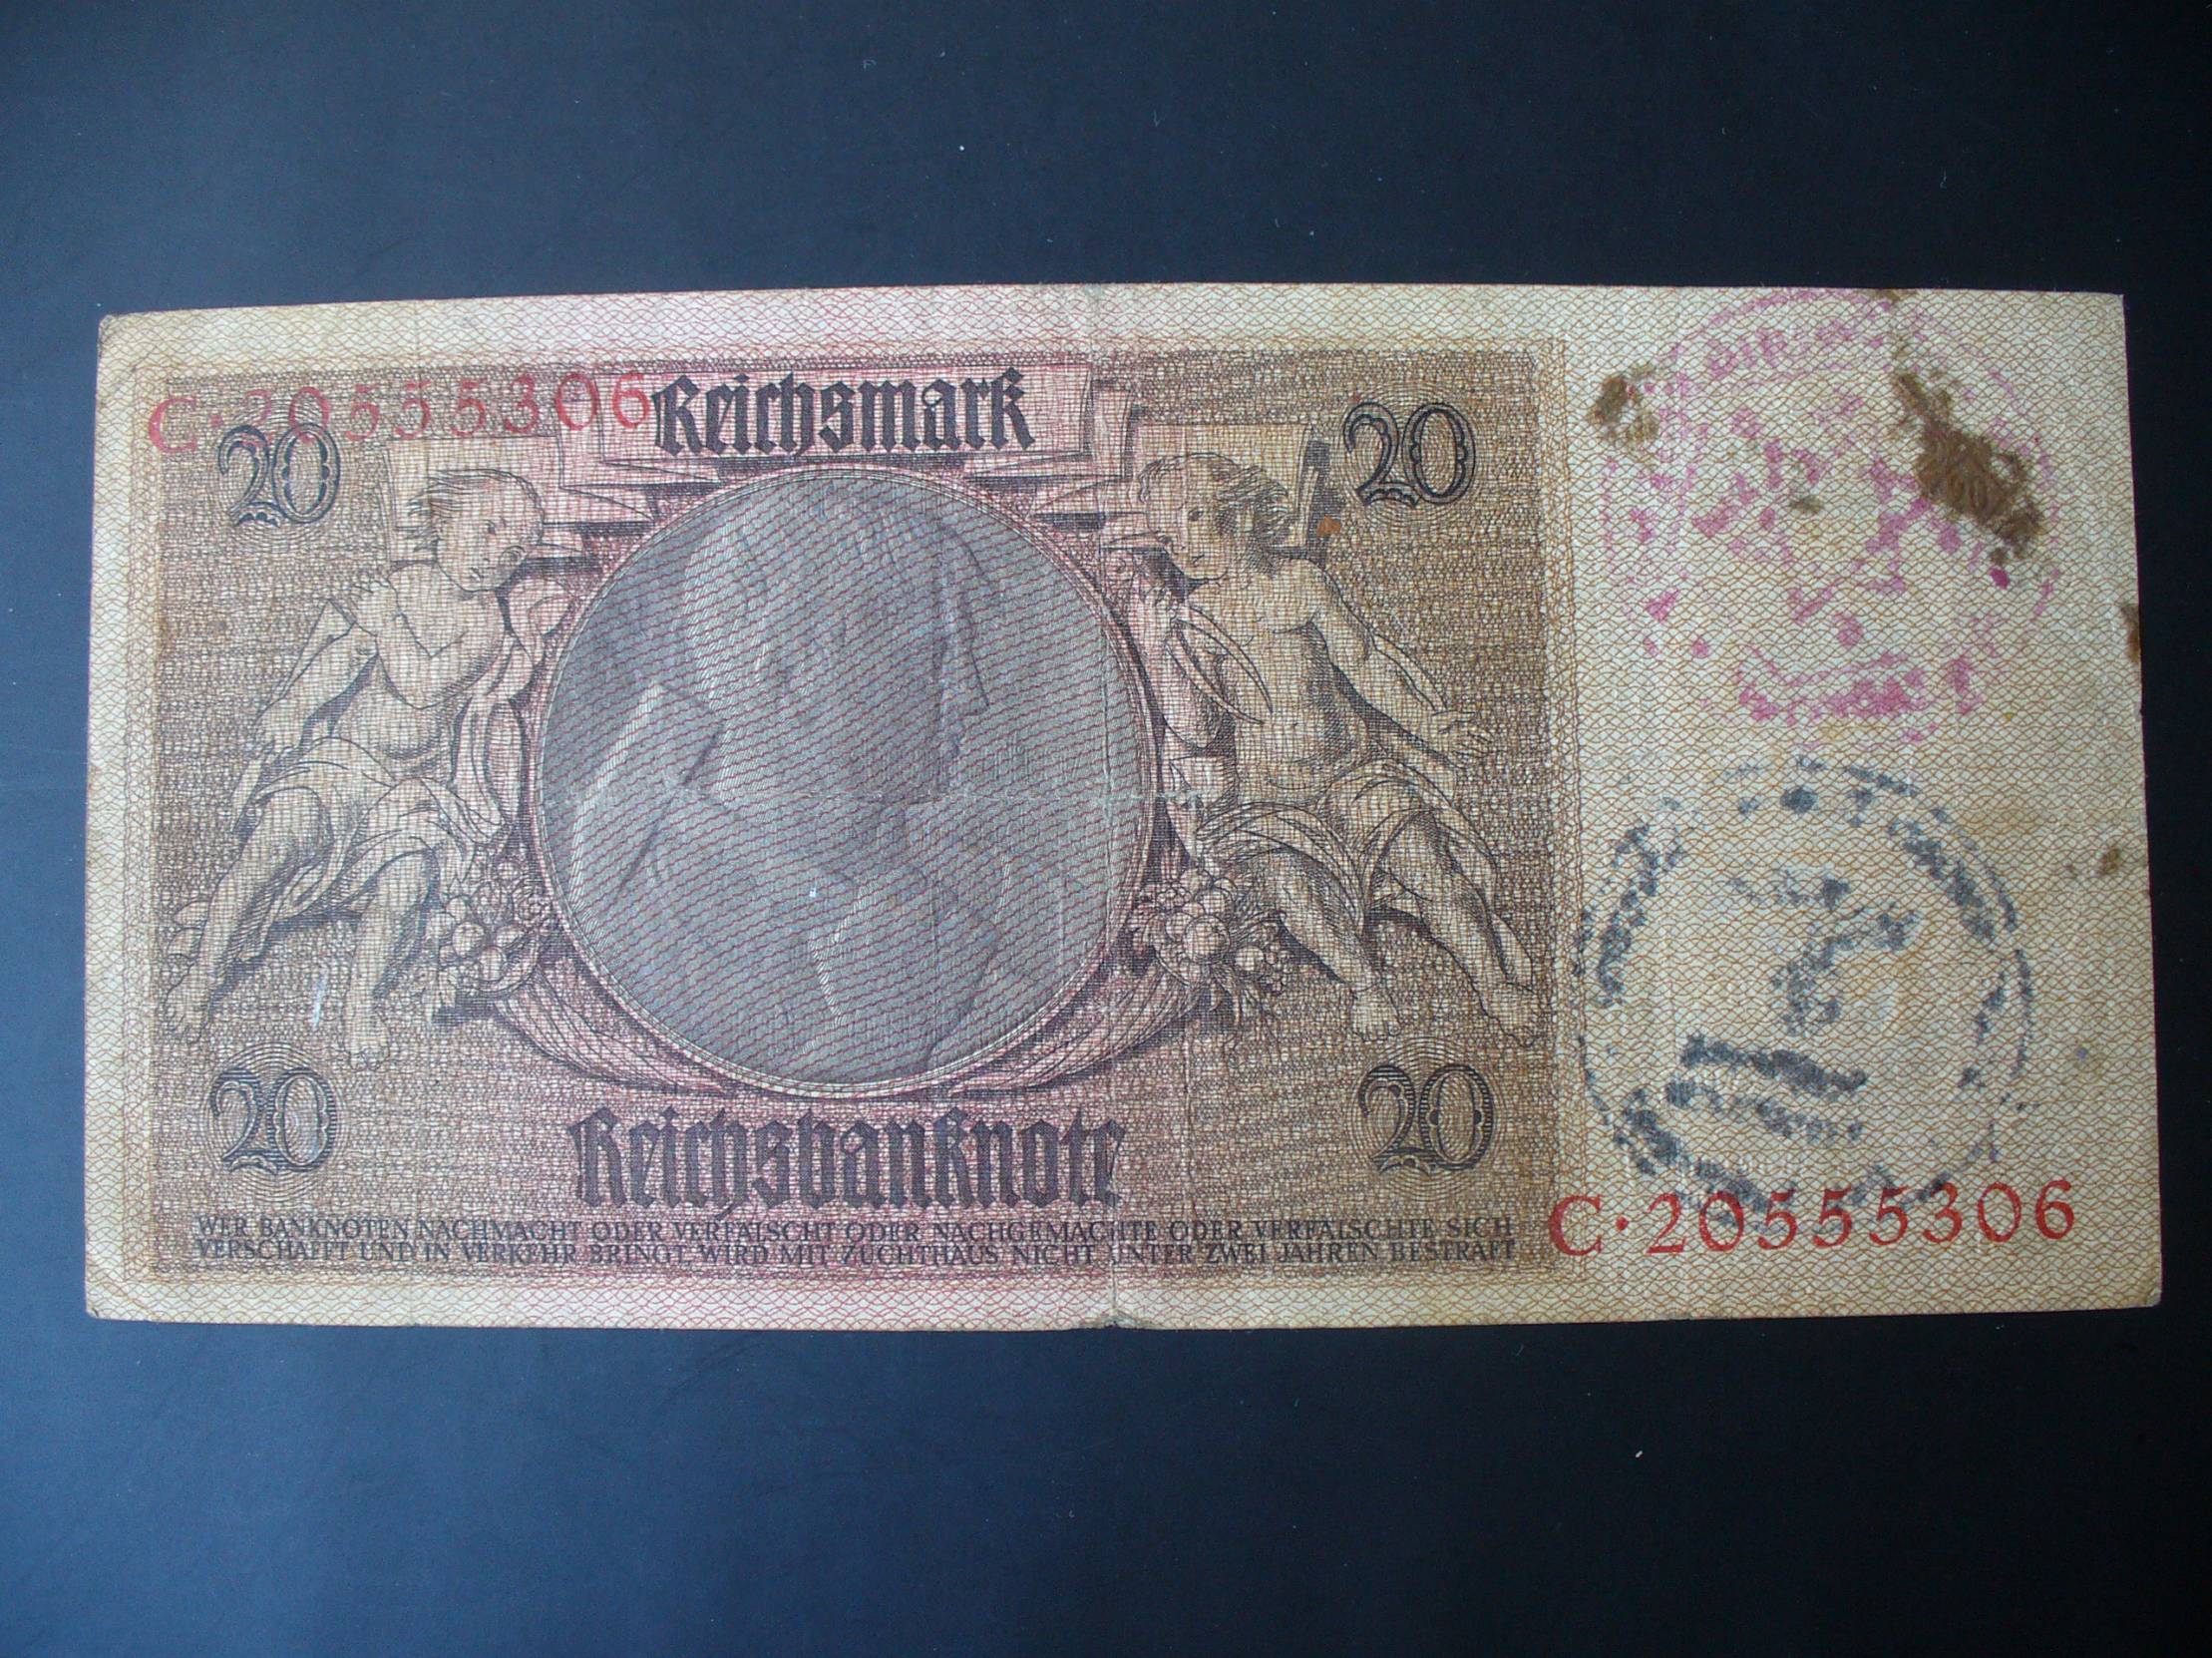 C·20555306
Reichsmark
20
20
20
20
Reichsbanknote
WER BANKNOTEN NACHMACHT ODER VERFÄLSCHT ODER NACHGEMACHTE ODER VERFÄLSCHTE SICH
VERSCHAFFT UND IN VERKEHR BRINGT, WIRD MIT ZUCHTHAUS NICHT UNTER ZWEI JAHREN BESTRAFT
C·20555306